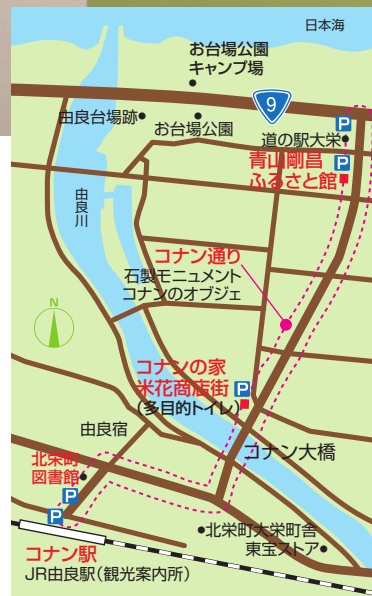 日本海
お台場公園
キャンプ場
9
由良台場跡
お台場公園
P
道の駅大栄
P
青山剛昌
ふるさと館
由良川
コナン通り
石製モニュメント
コナンのオブジェ
N
コナンの家
米花商店街 P
(多目的トイレ)
由良宿
コナン大橋
北栄町
図書館
P
P
北栄町大栄町舎
東宝ストア
コナン駅
JR由良駅(観光案内所)